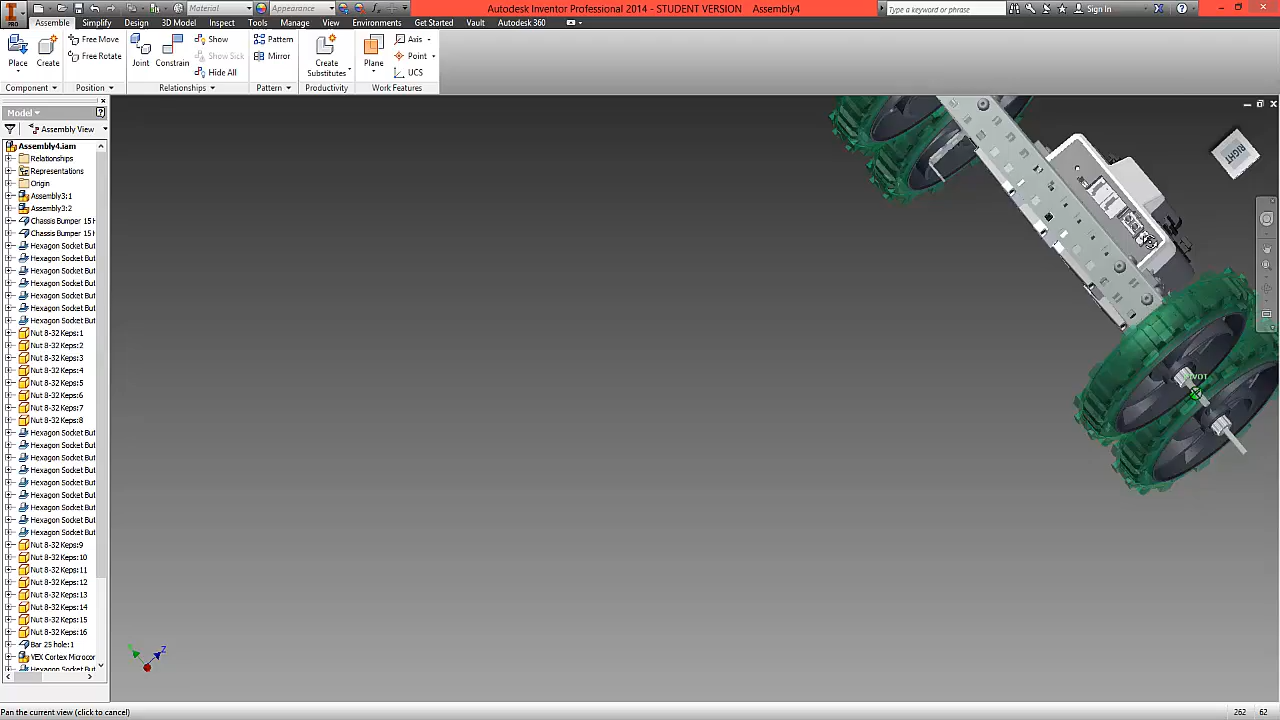 Autodesk Inventor Professional 2014 - STUDENT VERSION Assembly4
Material
Appearance
Type a keyword or phrase
Sign In
PRO
Assemble Simplify Design 3D Model Inspect Tools Manage View Environments Get Started Vault Autodesk 360
Place
Create
Free Move
Free Rotate
Joint
Constrain
Show
Show Sick
Hide All
Pattern
Mirror
Create
Substitutes
Plane
Axis
Point
UCS
Component
Position
Relationships
Pattern
Productivity
Work Features
Model
Assembly View
Assembly4.iam
Relationships
Representations
Origin
Assembly3:1
Assembly3:2
Chassis Bumper 15 H
Chassis Bumper 15 H
Hexagon Socket But
Hexagon Socket But
Hexagon Socket But
Hexagon Socket But
Hexagon Socket But
Hexagon Socket But
Hexagon Socket But
Nut 8-32 Keps:1
Nut 8-32 Keps:2
Nut 8-32 Keps:3
Nut 8-32 Keps:4
Nut 8-32 Keps:5
Nut 8-32 Keps:6
Nut 8-32 Keps:7
Nut 8-32 Keps:8
Hexagon Socket But
Hexagon Socket But
Hexagon Socket But
Hexagon Socket But
Hexagon Socket But
Hexagon Socket But
Hexagon Socket But
Hexagon Socket But
Hexagon Socket But
Nut 8-32 Keps:9
Nut 8-32 Keps:10
Nut 8-32 Keps:11
Nut 8-32 Keps:12
Nut 8-32 Keps:13
Nut 8-32 Keps:14
Nut 8-32 Keps:15
Nut 8-32 Keps:16
Bar 25 hole:1
VEX Cortex Microcor
Hexagon Socket But
RIGHT
Z
Pan the current view (click to cancel)
262 62